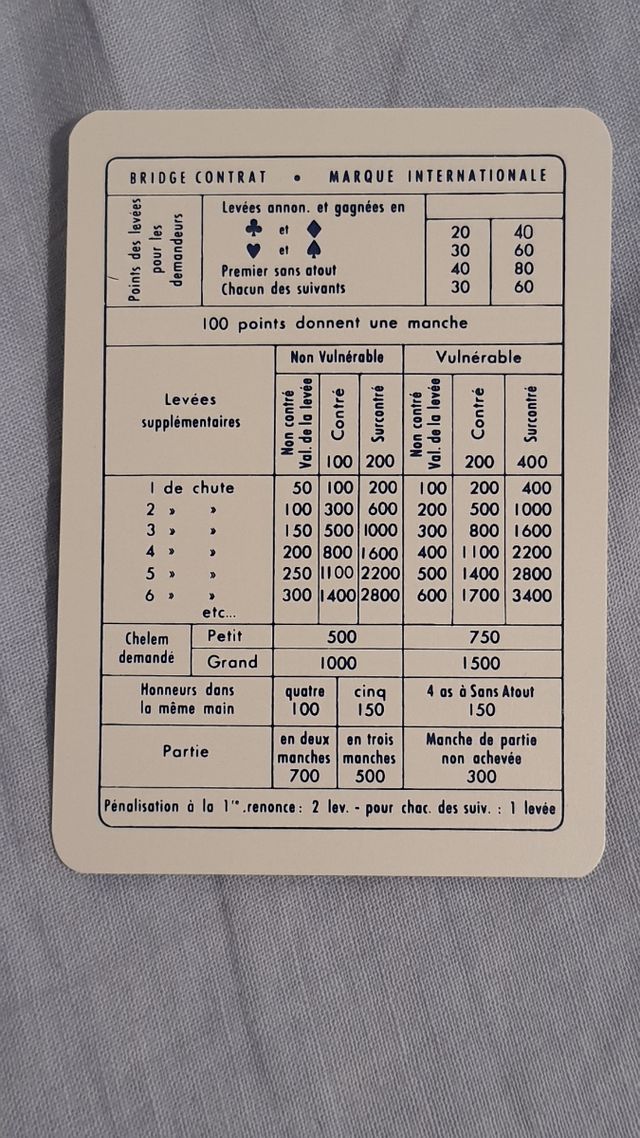 BRIDGE CONTRAT • MARQUE INTERNATIONALE
Points des levées
pour les
demandeurs
Levées annon. et gagnées en
♣ et ♦ 20 40
♥ et ♠ 30 60
Premier sans atout 40 80
Chacun des suivants 30 60
100 points donnent une manche
Non Vulnérable Vulnérable
Levées
supplémentaires
Non contré
Val. de la levée
Contré
100
Surcontré
200
Non contré
Val. de la levée
Contré
200
Surcontré
400
1 de chute 50 100 200 100 200 400
2 » » 100 300 600 200 500 1000
3 » » 150 500 1000 300 800 1600
4 » » 200 800 1600 400 1100 2200
5 » » 250 1100 2200 500 1400 2800
6 » » 300 1400 2800 600 1700 3400
etc...
Chelem
demandé
Petit 500 750
Grand 1000 1500
Honneurs dans
la même main
quatre
100
cinq
150
4 as à Sans Atout
150
Partie
en deux
manches
700
en trois
manches
500
Manche de partie
non achevée
300
Pénalisation à la 1re .renonce : 2 lev. - pour chac. des suiv. : 1 levée